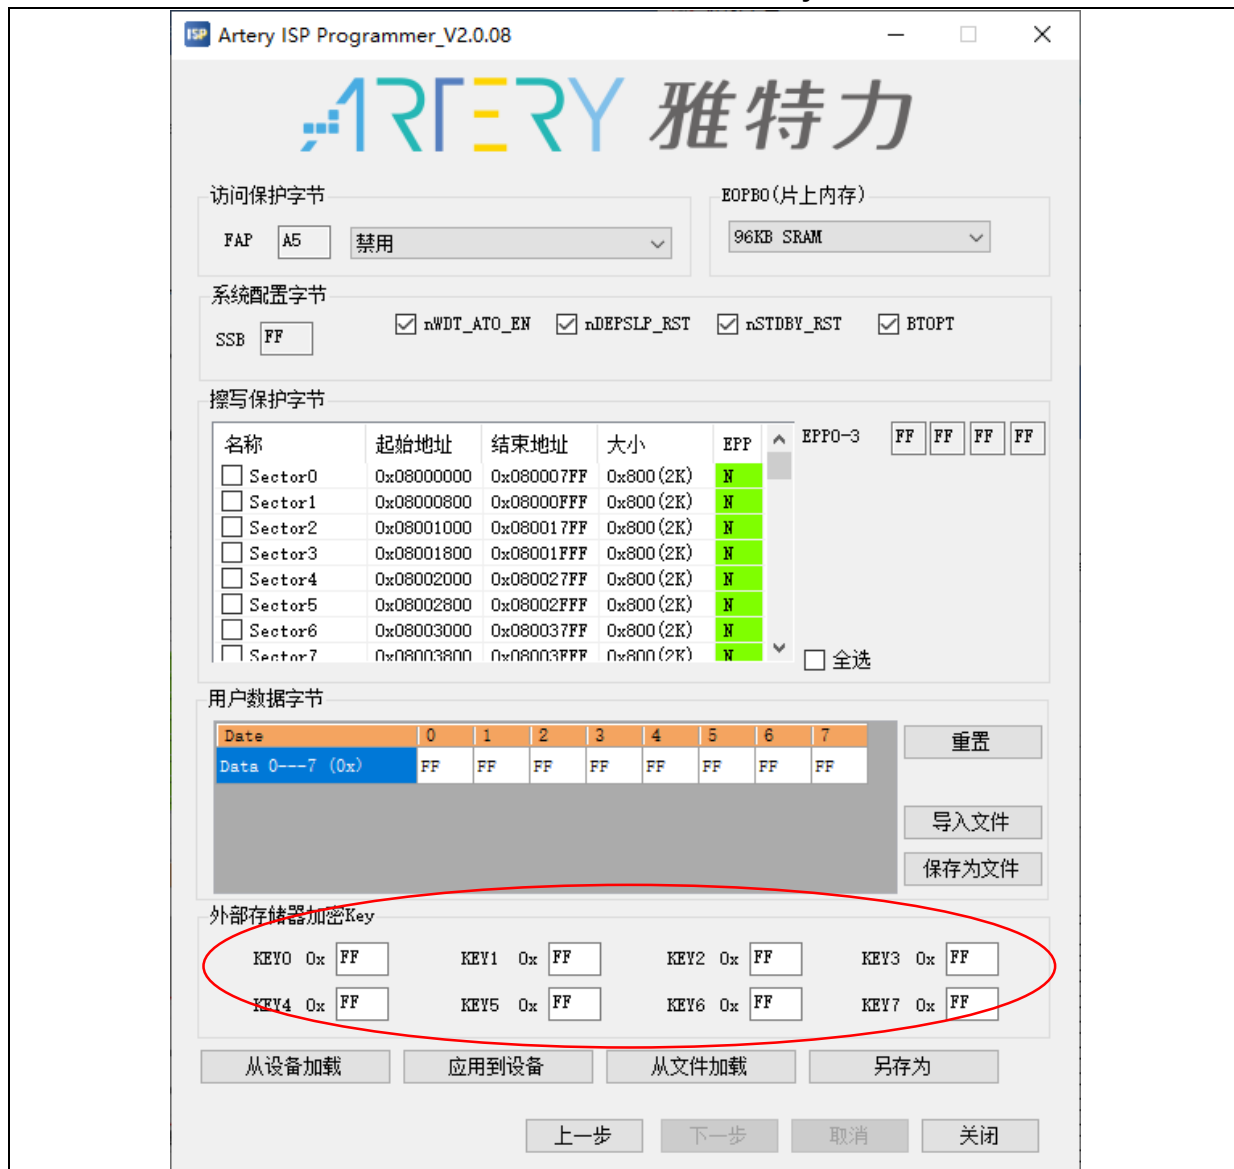 ISP Artery ISP Programmer_V2.0.08
ARTERY 雅特力
访问保护字节
FAP A5 禁用
EOPB0(片上内存)
96KB SRAM
系统配置字节
SSB FF nWDT_ATO_EN nDEPSLP_RST nSTDBY_RST BTOPT
擦写保护字节
名称 起始地址 结束地址 大小 EPP
Sector0 0x08000000 0x080007FF 0x800(2K) N
Sector1 0x08000800 0x08000FFF 0x800(2K) N
Sector2 0x08001000 0x080017FF 0x800(2K) N
Sector3 0x08001800 0x08001FFF 0x800(2K) N
Sector4 0x08002000 0x080027FF 0x800(2K) N
Sector5 0x08002800 0x08002FFF 0x800(2K) N
Sector6 0x08003000 0x080037FF 0x800(2K) N
Sector7 0x08003800 0x08003FFF 0x800(2K) N
EPP0-3 FF FF FF FF
全选
用户数据字节
Date 0 1 2 3 4 5 6 7
Data 0---7 (0x) FF FF FF FF FF FF FF FF
重置
导入文件
保存为文件
外部存储器加密Key
KEY0 0x FF KEY1 0x FF KEY2 0x FF KEY3 0x FF
KEY4 0x FF KEY5 0x FF KEY6 0x FF KEY7 0x FF
从设备加载 应用到设备 从文件加载 另存为
上一步 下一步 取消 关闭